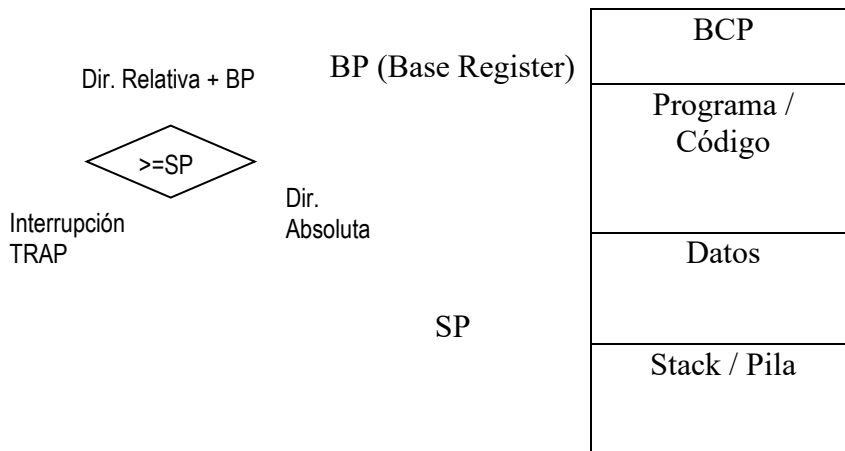 BCP
Dir. Relativa + BP
BP (Base Register)
Programa /
Código
>=SP
Dir.
Absoluta
Interrupción
TRAP
Datos
SP
Stack / Pila